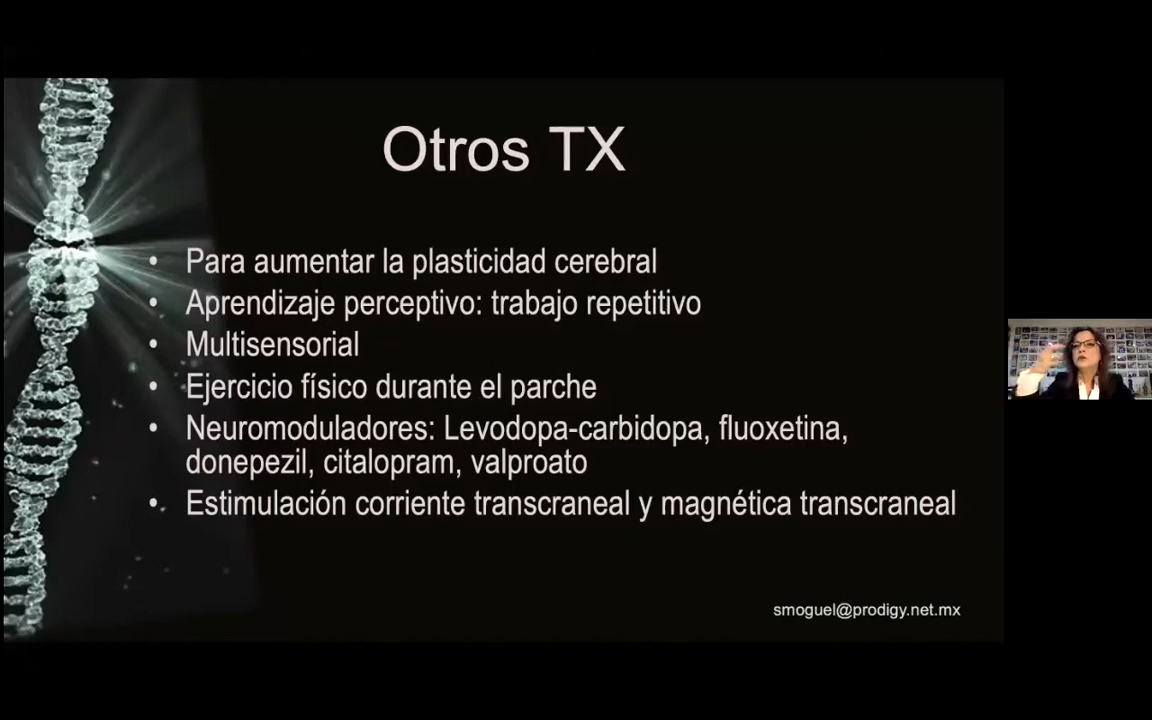 Otros TX
• Para aumentar la plasticidad cerebral
• Aprendizaje perceptivo: trabajo repetitivo
• Multisensorial
• Ejercicio físico durante el parche
• Neuromoduladores: Levodopa-carbidopa, fluoxetina,
donepezil, citalopram, valproato
• Estimulación corriente transcraneal y magnética transcraneal
smoguel@prodigy.net.mx